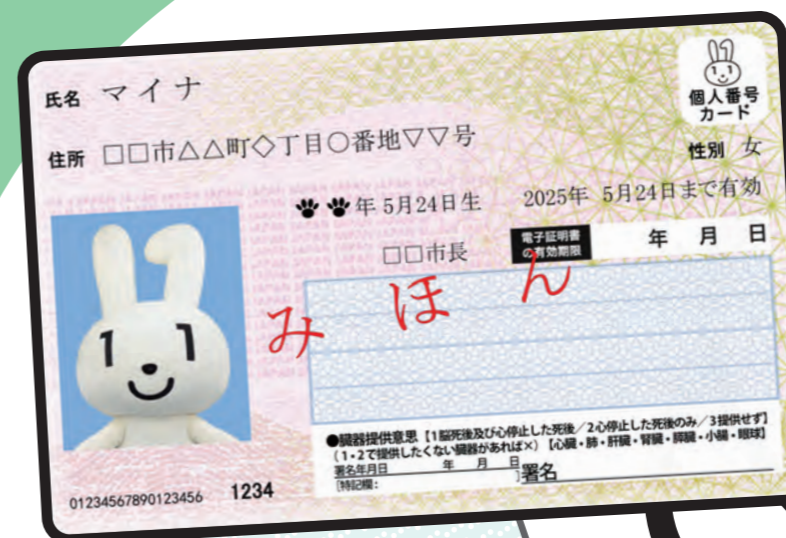 氏名 マイナ
個人番号
カード
住所 □□市△△町◇丁目○番地▽▽号
性別 女
年 5月24日生 2025年 5月24日まで有効
□□市長 電子証明書
の有効期限 年 月 日
みほん
●臓器提供意思【1脳死後及び心停止した死後／2心停止した死後のみ／3提供せず】
(1・2で提供したくない臓器があれば×)【心臓・肺・肝臓・腎臓・膵臓・小腸・眼球】
署名年月日 年 月 日
[特記欄: ] 署名
01234567890123456 1234